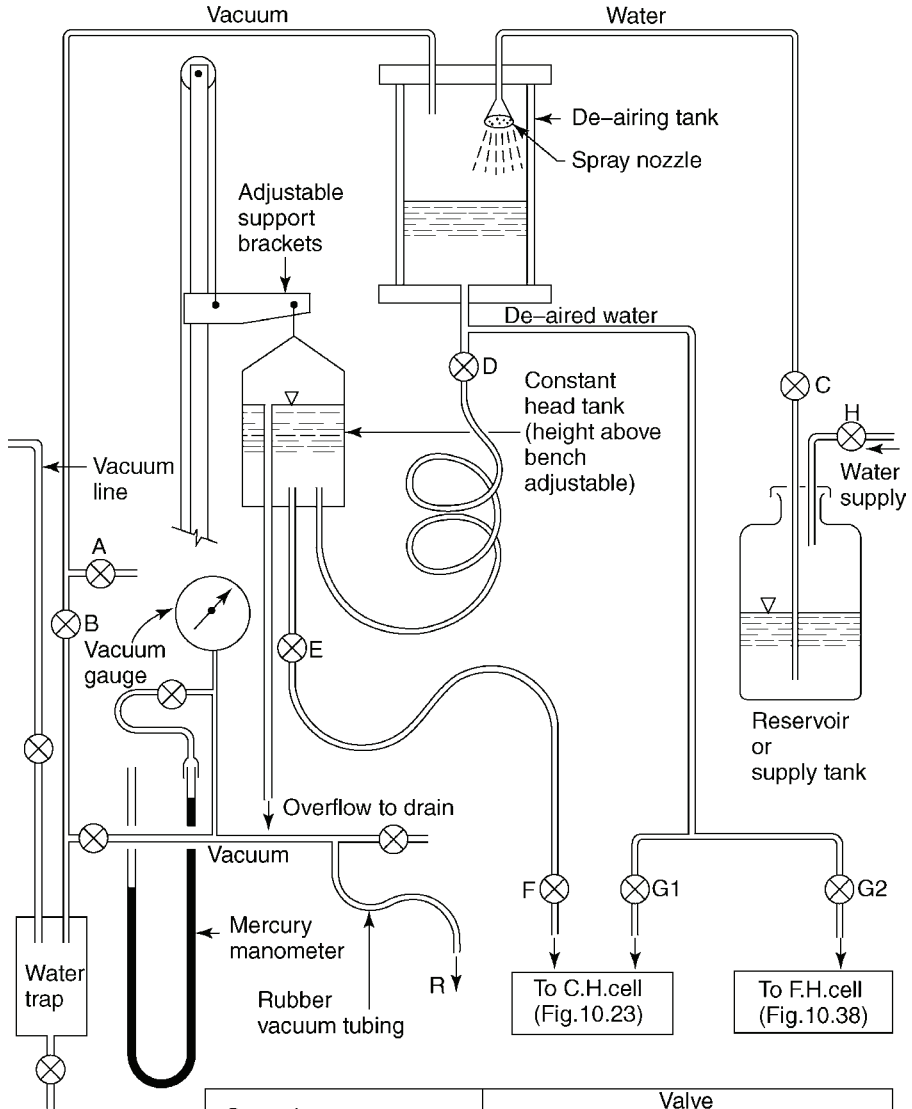 Vacuum
Water
De–airing tank
Spray nozzle
Adjustable
support
brackets
De–aired water
D
Constant
head tank
(height above
bench
adjustable)
C
H
Water
supply
Vacuum
line
A
B
Vacuum
gauge
E
Reservoir
or
supply tank
Overflow to drain
Vacuum
F
G1
G2
Mercury
manometer
Water
trap
R
Rubber
vacuum tubing
To C.H.cell
(Fig.10.23)
To F.H.cell
(Fig.10.38)
Valve